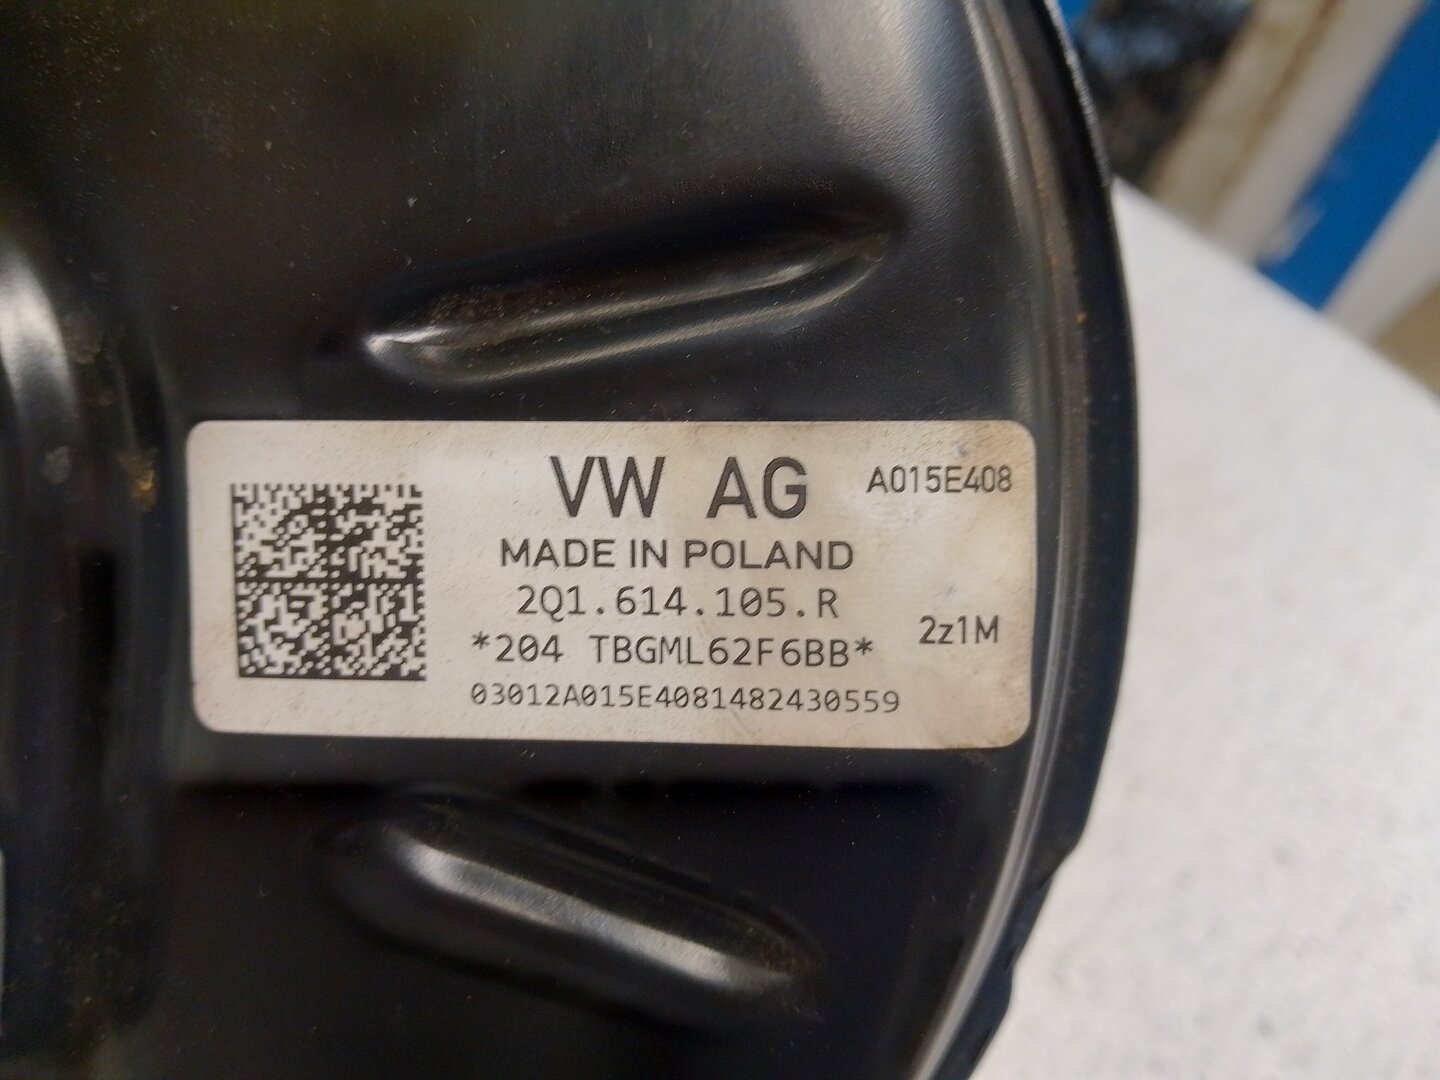 VW AG A015E408
MADE IN POLAND
2Q1.614.105.R
*204 TBGML62F6BB* 2z1M
03012A015E4081482430559